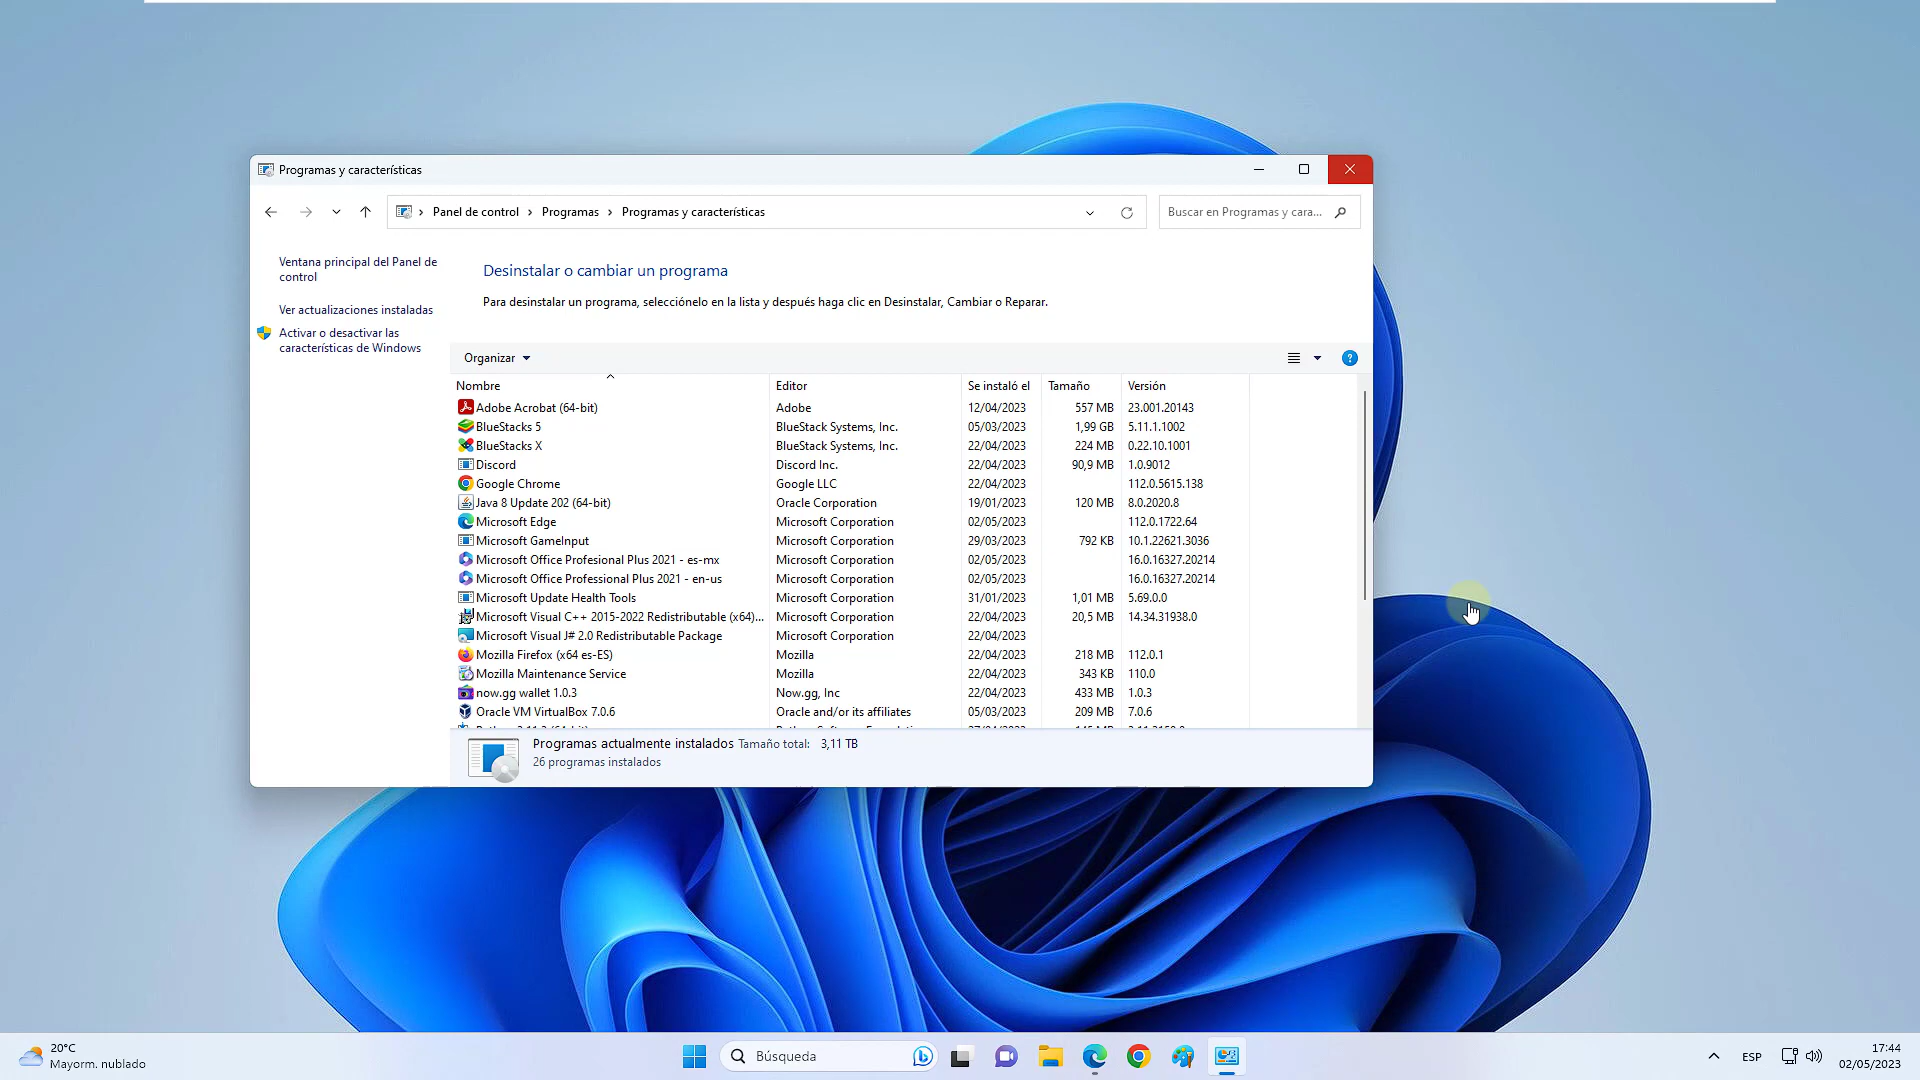 Programas y características
Panel de control > Programas > Programas y características
Buscar en Programas y cara...
Ventana principal del Panel de
control
Ver actualizaciones instaladas
Activar o desactivar las
características de Windows
Desinstalar o cambiar un programa
Para desinstalar un programa, selecciónelo en la lista y después haga clic en Desinstalar, Cambiar o Reparar.
Organizar
Nombre Editor Se instaló el Tamaño Versión
Adobe Acrobat (64-bit) Adobe 12/04/2023 557 MB 23.001.20143
BlueStacks 5 BlueStack Systems, Inc. 05/03/2023 1,99 GB 5.11.1.1002
BlueStacks X BlueStack Systems, Inc. 22/04/2023 224 MB 0.22.10.1001
Discord Discord Inc. 22/04/2023 90,9 MB 1.0.9012
Google Chrome Google LLC 22/04/2023 112.0.5615.138
Java 8 Update 202 (64-bit) Oracle Corporation 19/01/2023 120 MB 8.0.2020.8
Microsoft Edge Microsoft Corporation 02/05/2023 112.0.1722.64
Microsoft GameInput Microsoft Corporation 29/03/2023 792 KB 10.1.22621.3036
Microsoft Office Profesional Plus 2021 - es-mx Microsoft Corporation 02/05/2023 16.0.16327.20214
Microsoft Office Professional Plus 2021 - en-us Microsoft Corporation 02/05/2023 16.0.16327.20214
Microsoft Update Health Tools Microsoft Corporation 31/01/2023 1,01 MB 5.69.0.0
Microsoft Visual C++ 2015-2022 Redistributable (x64)... Microsoft Corporation 22/04/2023 20,5 MB 14.34.31938.0
Microsoft Visual J# 2.0 Redistributable Package Microsoft Corporation 22/04/2023
Mozilla Firefox (x64 es-ES) Mozilla 22/04/2023 218 MB 112.0.1
Mozilla Maintenance Service Mozilla 22/04/2023 343 KB 110.0
now.gg wallet 1.0.3 Now.gg, Inc 22/04/2023 433 MB 1.0.3
Oracle VM VirtualBox 7.0.6 Oracle and/or its affiliates 05/03/2023 209 MB 7.0.6
Programas actualmente instalados Tamaño total: 3,11 TB
26 programas instalados
20°C
Mayorm. nublado
Búsqueda
ESP
17:44
02/05/2023